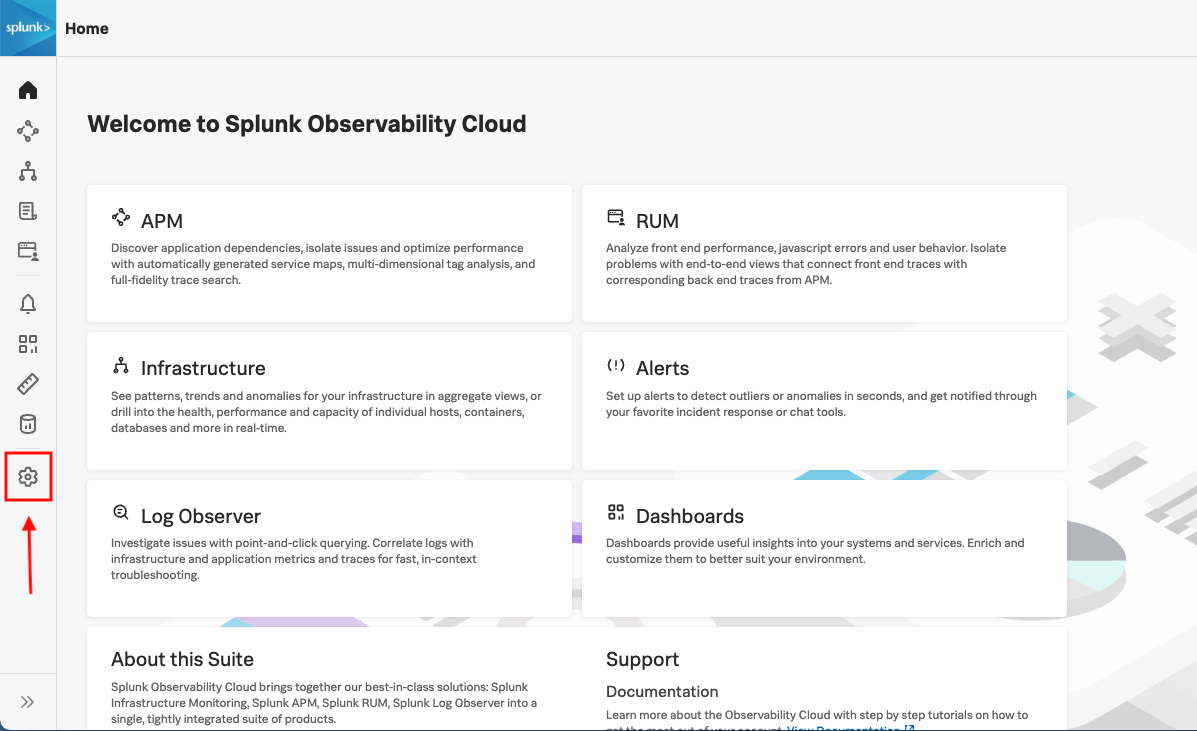 splunk>
Home
Welcome to Splunk Observability Cloud
APM
Discover application dependencies, isolate issues and optimize performance
with automatically generated service maps, multi-dimensional tag analysis, and
full-fidelity trace search.
RUM
Analyze front end performance, javascript errors and user behavior. Isolate
problems with end-to-end views that connect front end traces with
corresponding back end traces from APM.
Infrastructure
See patterns, trends and anomalies for your infrastructure in aggregate views, or
drill into the health, performance and capacity of individual hosts, containers,
databases and more in real-time.
Alerts
Set up alerts to detect outliers or anomalies in seconds, and get notified through
your favorite incident response or chat tools.
Log Observer
Investigate issues with point-and-click querying. Correlate logs with
infrastructure and application metrics and traces for fast, in-context
troubleshooting.
Dashboards
Dashboards provide useful insights into your systems and services. Enrich and
customize them to better suit your environment.
About this Suite
Splunk Observability Cloud brings together our best-in-class solutions: Splunk
Infrastructure Monitoring, Splunk APM, Splunk RUM, Splunk Log Observer into a
single, tightly integrated suite of products.
Support
Documentation
Learn more about the Observability Cloud with step by step tutorials on how to
get the most out of your account. View Documentation